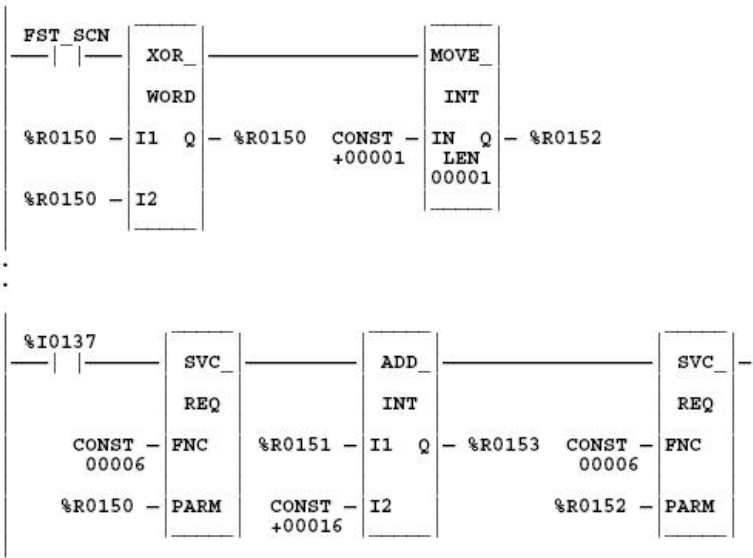 FST_SCN
XOR_ MOVE_
WORD INT
%R0150 I1 Q %R0150 CONST IN Q %R0152
+00001 LEN
00001
%R0150 I2
%I0137
SVC_ ADD_ SVC_
REQ INT REQ
CONST FNC %R0151 I1 Q %R0153 CONST FNC
00006 00006
%R0150 PARM CONST I2 %R0152 PARM
+00016